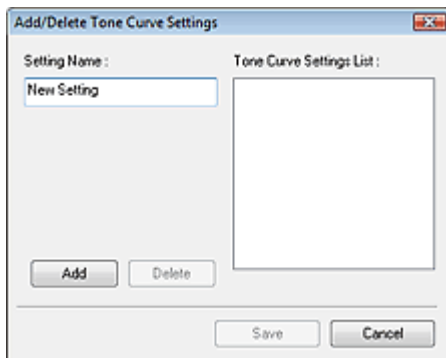 Add/Delete Tone Curve Settings
Setting Name :
Tone Curve Settings List :
New Setting
Add
Delete
Save
Cancel